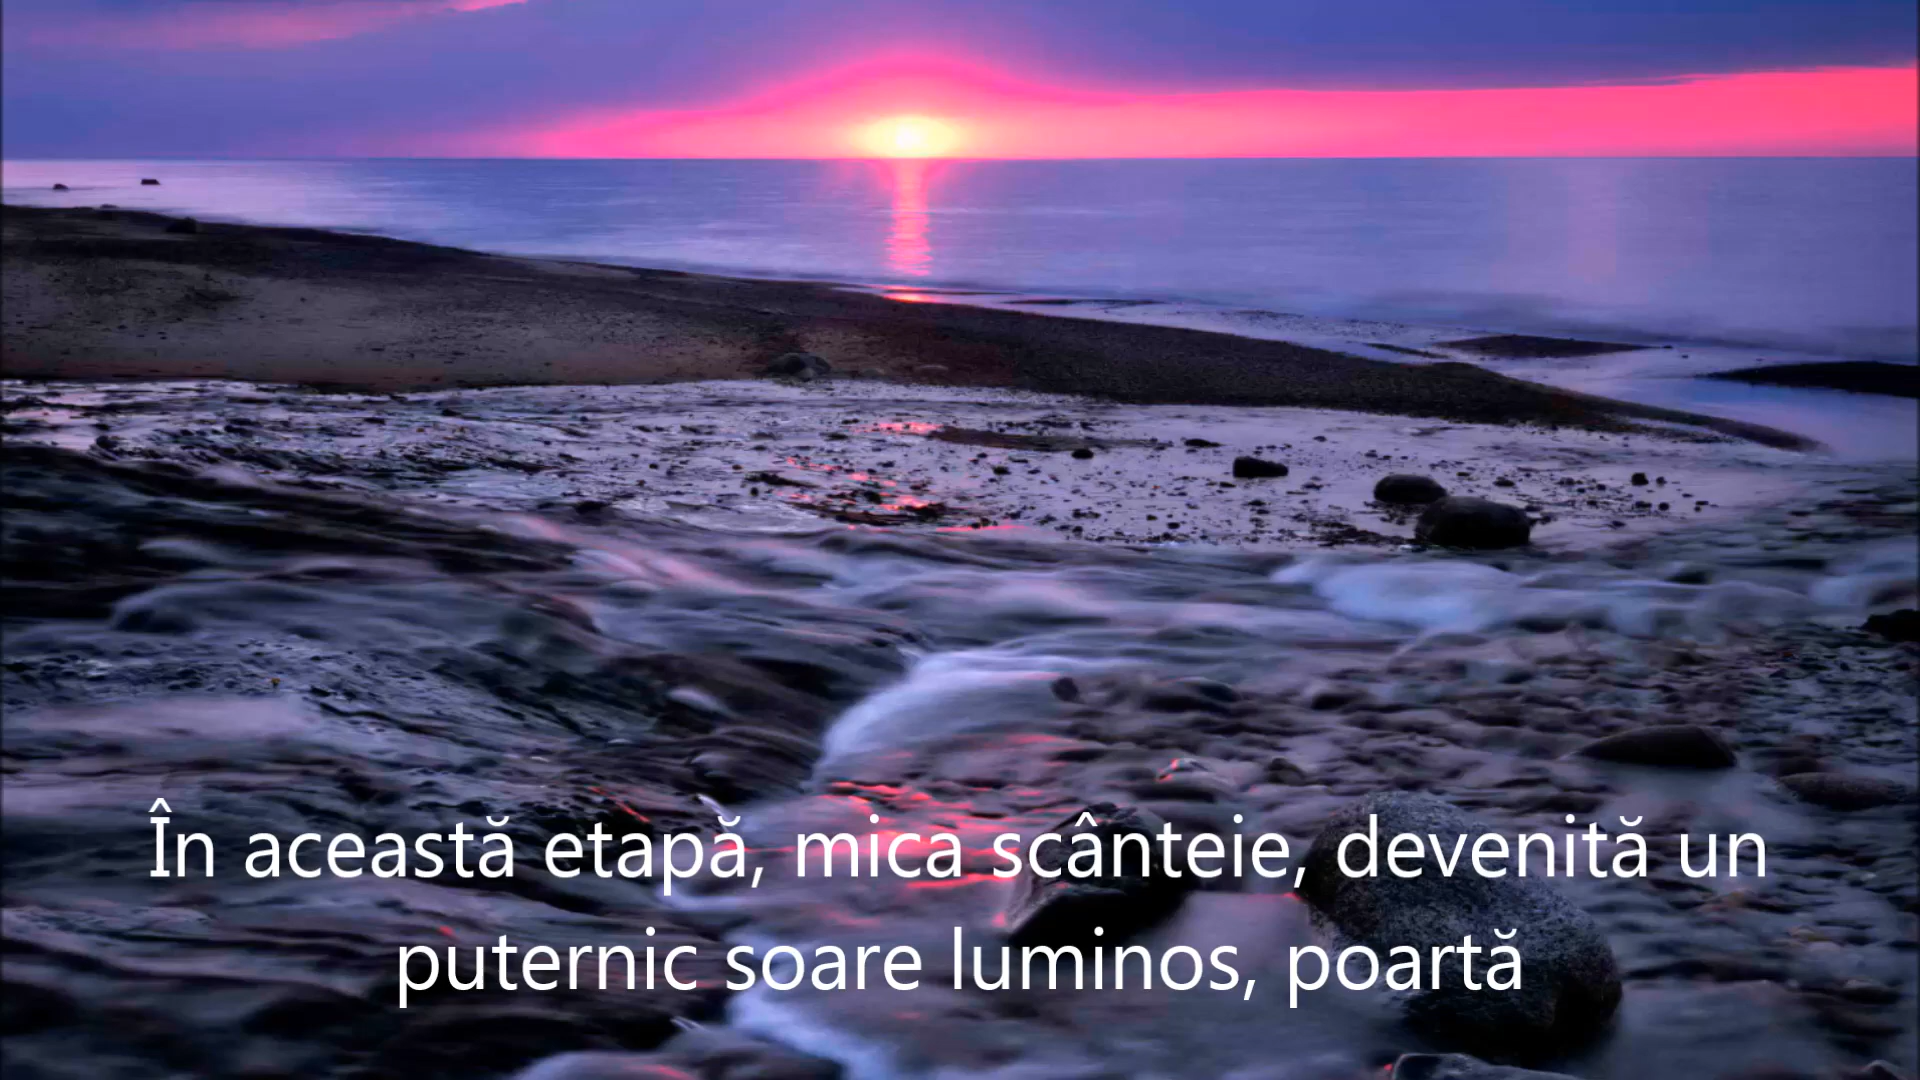 În această etapă, mica scânteie, devenită un
puternic soare luminos, poartă